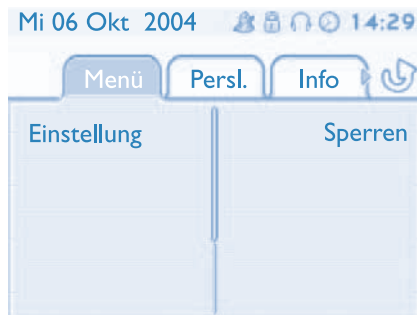 Mi 06 Okt 2004 14:29
Menü Persl. Info
Einstellung Sperren